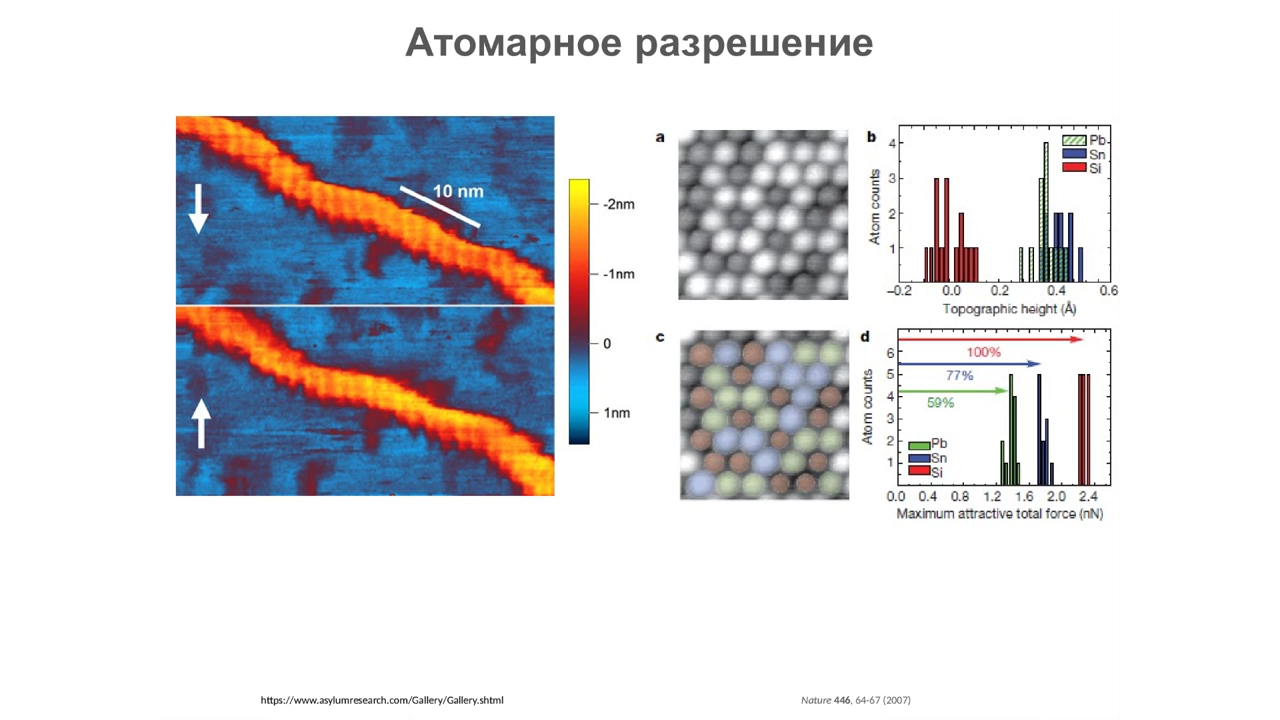 Атомарное разрешение
10 nm
-2nm
-1nm
0
1nm
a
b
4
3
2
1
Atom counts
Pb
Sn
Si
−0.2 0.0 0.2 0.4 0.6
Topographic height (Å)
c
d
6
5
4
3
2
1
Atom counts
100%
77%
59%
Pb
Sn
Si
0.0 0.4 0.8 1.2 1.6 2.0 2.4
Maximum attractive total force (nN)
https://www.asylumresearch.com/Gallery/Gallery.shtml
Nature 446, 64-67 (2007)